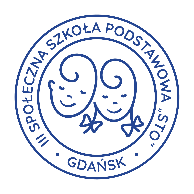 III SPOŁECZNA SZKOŁA PODSTAWOWA „STO”
• GDAŃSK •